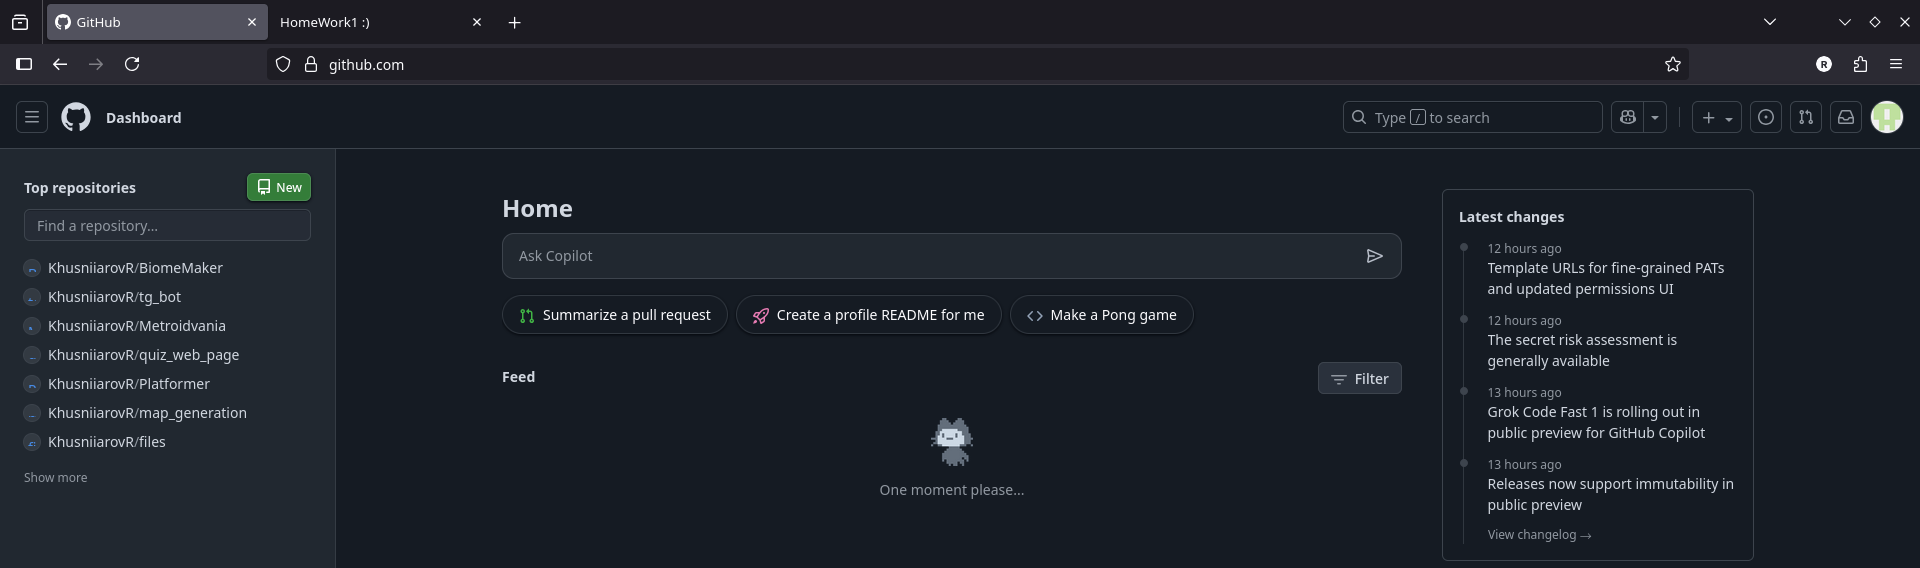 GitHub
HomeWork1 :)
github.com
R
Dashboard
Type / to search
Top repositories
New
Find a repository...
KhusniiarovR/BiomeMaker
KhusniiarovR/tg_bot
KhusniiarovR/Metroidvania
KhusniiarovR/quiz_web_page
KhusniiarovR/Platformer
KhusniiarovR/map_generation
KhusniiarovR/files
Show more
Home
Ask Copilot
Summarize a pull request
Create a profile README for me
Make a Pong game
Feed
Filter
One moment please...
Latest changes
12 hours ago
Template URLs for fine-grained PATs
and updated permissions UI
12 hours ago
The secret risk assessment is
generally available
13 hours ago
Grok Code Fast 1 is rolling out in
public preview for GitHub Copilot
13 hours ago
Releases now support immutability in
public preview
View changelog →